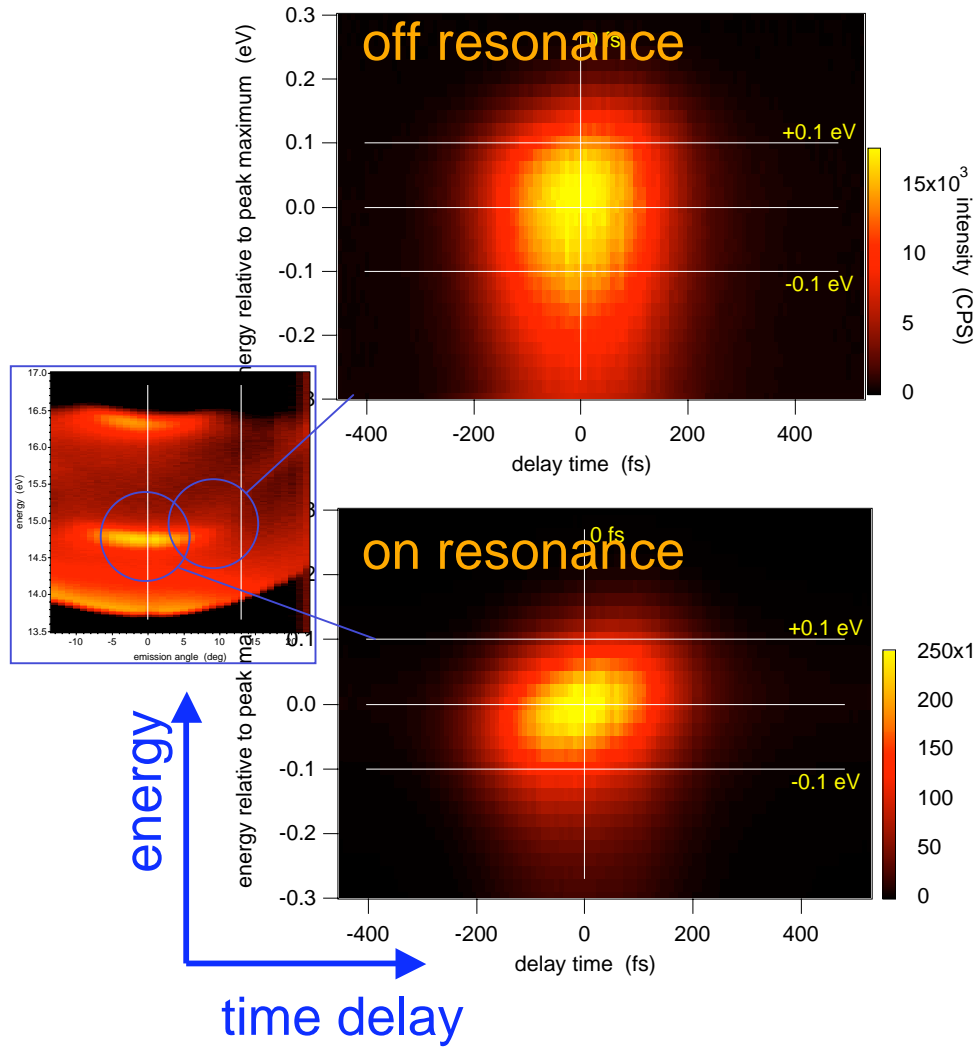 off resonance
0 fs
+0.1 eV
-0.1 eV
0.3
0.2
0.1
0.0
-0.1
-0.2
-400
-200
0
200
400
delay time (fs)
energy relative to peak maximum (eV)
15x10³
10
5
0
intensity (CPS)
17.0
16.5
16.0
15.5
15.0
14.5
14.0
13.5
energy (eV)
-10
-5
0
5
10
15
emission angle (deg)
on resonance
0 fs
+0.1 eV
-0.1 eV
0.1
0.0
-0.1
-0.2
-0.3
-400
-200
0
200
400
delay time (fs)
energy relative to peak ma
250x1
200
150
100
50
0
energy
time delay